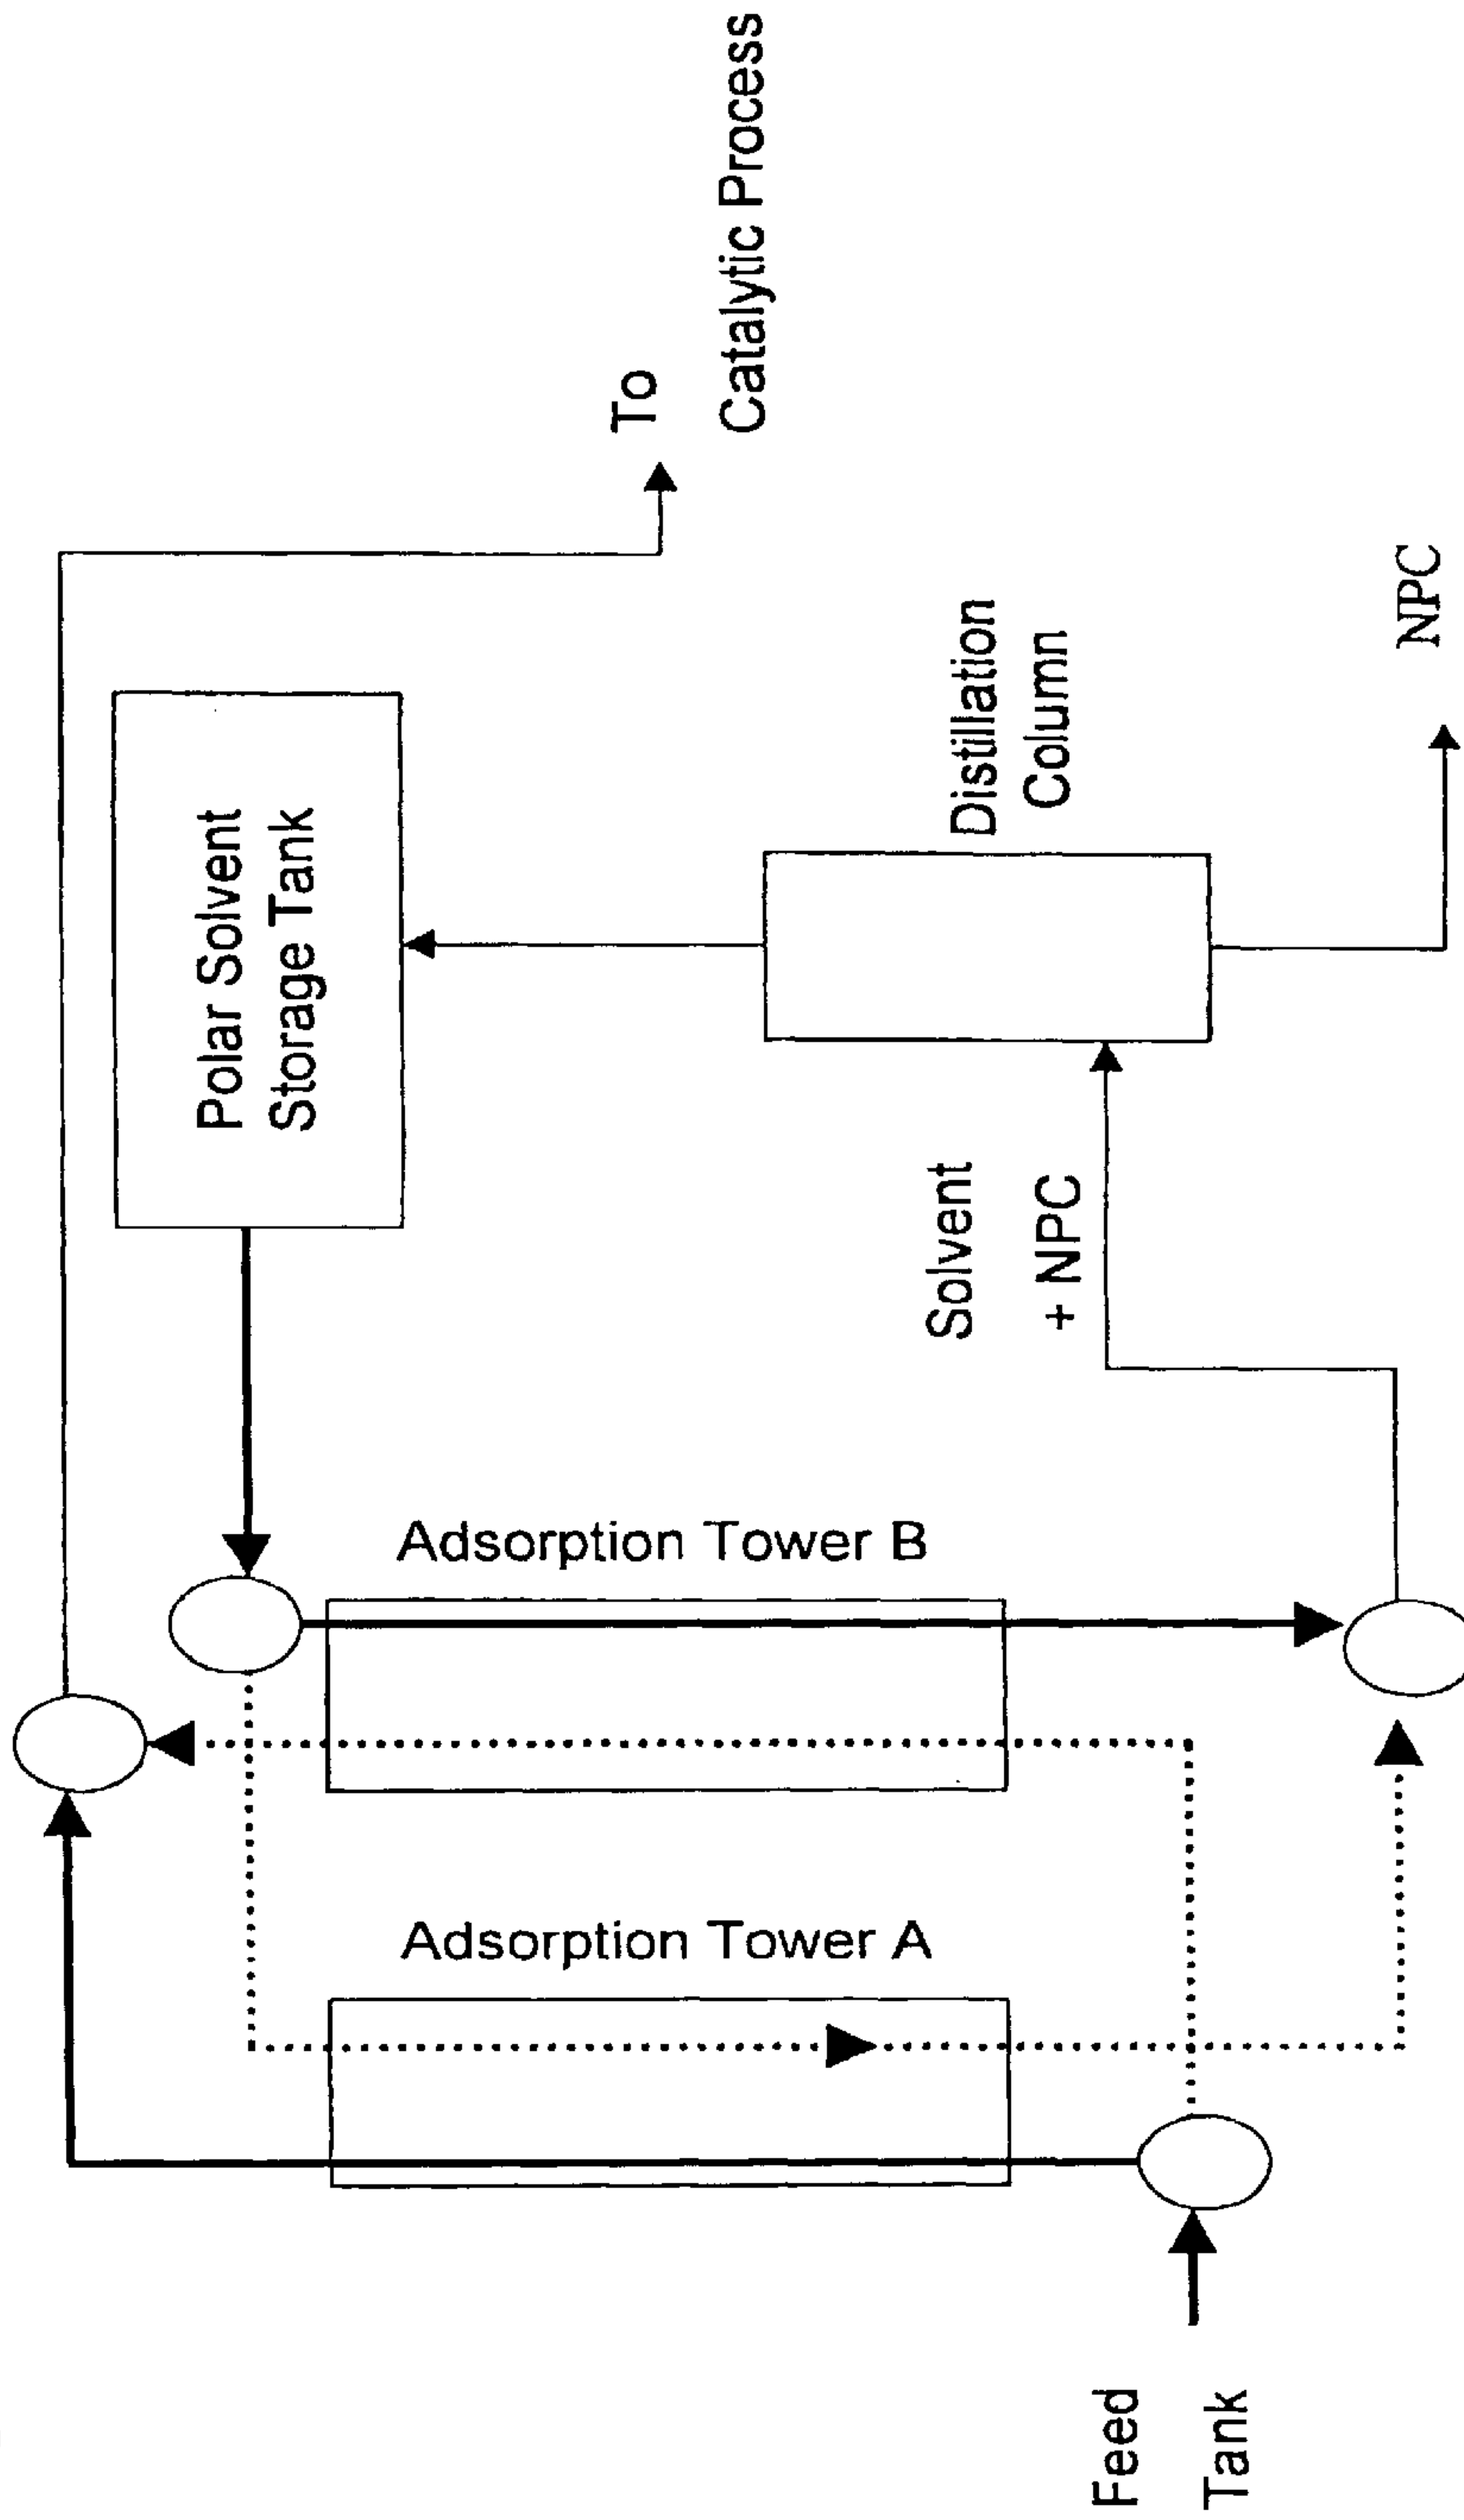 Feed
Tank
Adsorption Tower A
Adsorption Tower B
Solvent
+ NPC
Polar Solvent
Storage Tank
Distillation
Column
NPC
To
Catalytic Process